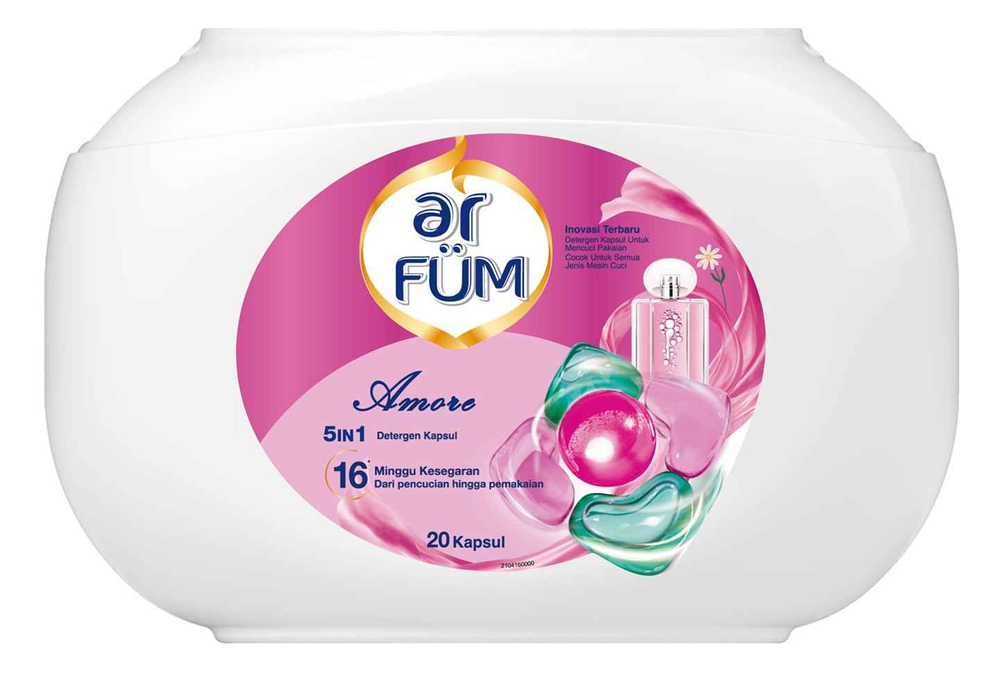 ər
FÜM
Inovasi Terbaru
Detergen Kapsul Untuk
Mencuci Pakaian
Cocok Untuk Semua
Jenis Mesin Cuci
Amore
5IN1 Detergen Kapsul
16*
Minggu Kesegaran
Dari pencucian hingga pemakaian
20 Kapsul
2104160000